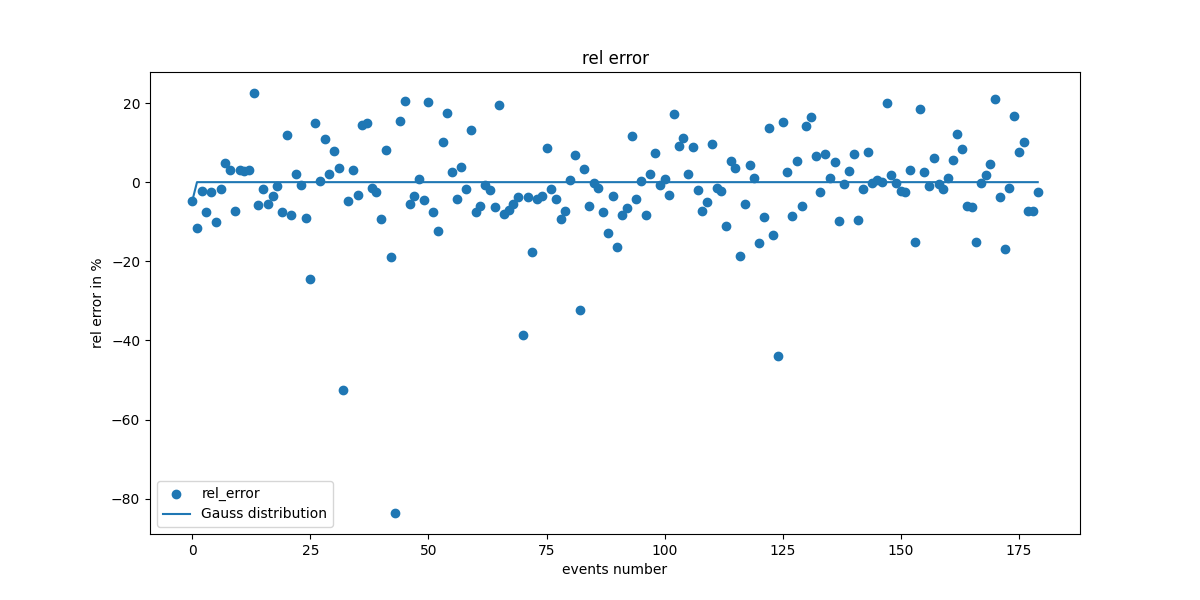 rel error
20
0
−20
−40
−60
−80
rel error in %
rel_error
Gauss distribution
0 25 50 75 100 125 150 175
events number